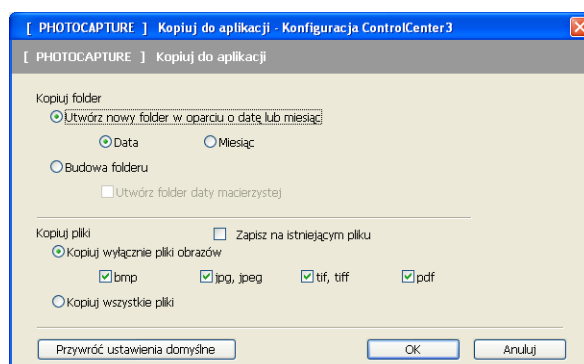 [ PHOTOCAPTURE ] Kopiuj do aplikacji - Konfiguracja ControlCenter3
[ PHOTOCAPTURE ] Kopiuj do aplikacji
Kopiuj folder
Utwórz nowy folder w oparciu o datę lub miesiąc
Data Miesiąc
Budowa folderu
Utwórz folder daty macierzystej
Kopiuj pliki Zapisz na istniejącym pliku
Kopiuj wyłącznie pliki obrazów
bmp jpg, jpeg tif, tiff pdf
Kopiuj wszystkie pliki
Przywróć ustawienia domyślne OK Anuluj